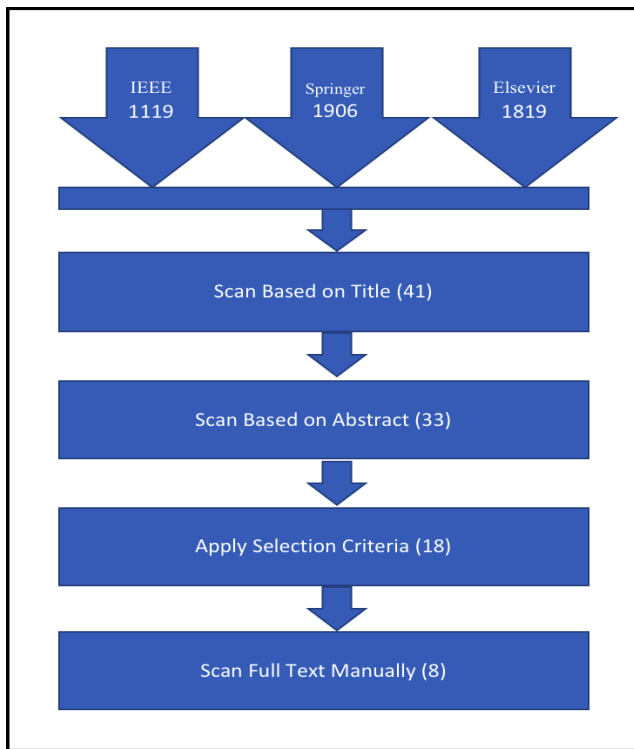 IEEE
1119
Springer
1906
Elsevier
1819
Scan Based on Title (41)
Scan Based on Abstract (33)
Apply Selection Criteria (18)
Scan Full Text Manually (8)